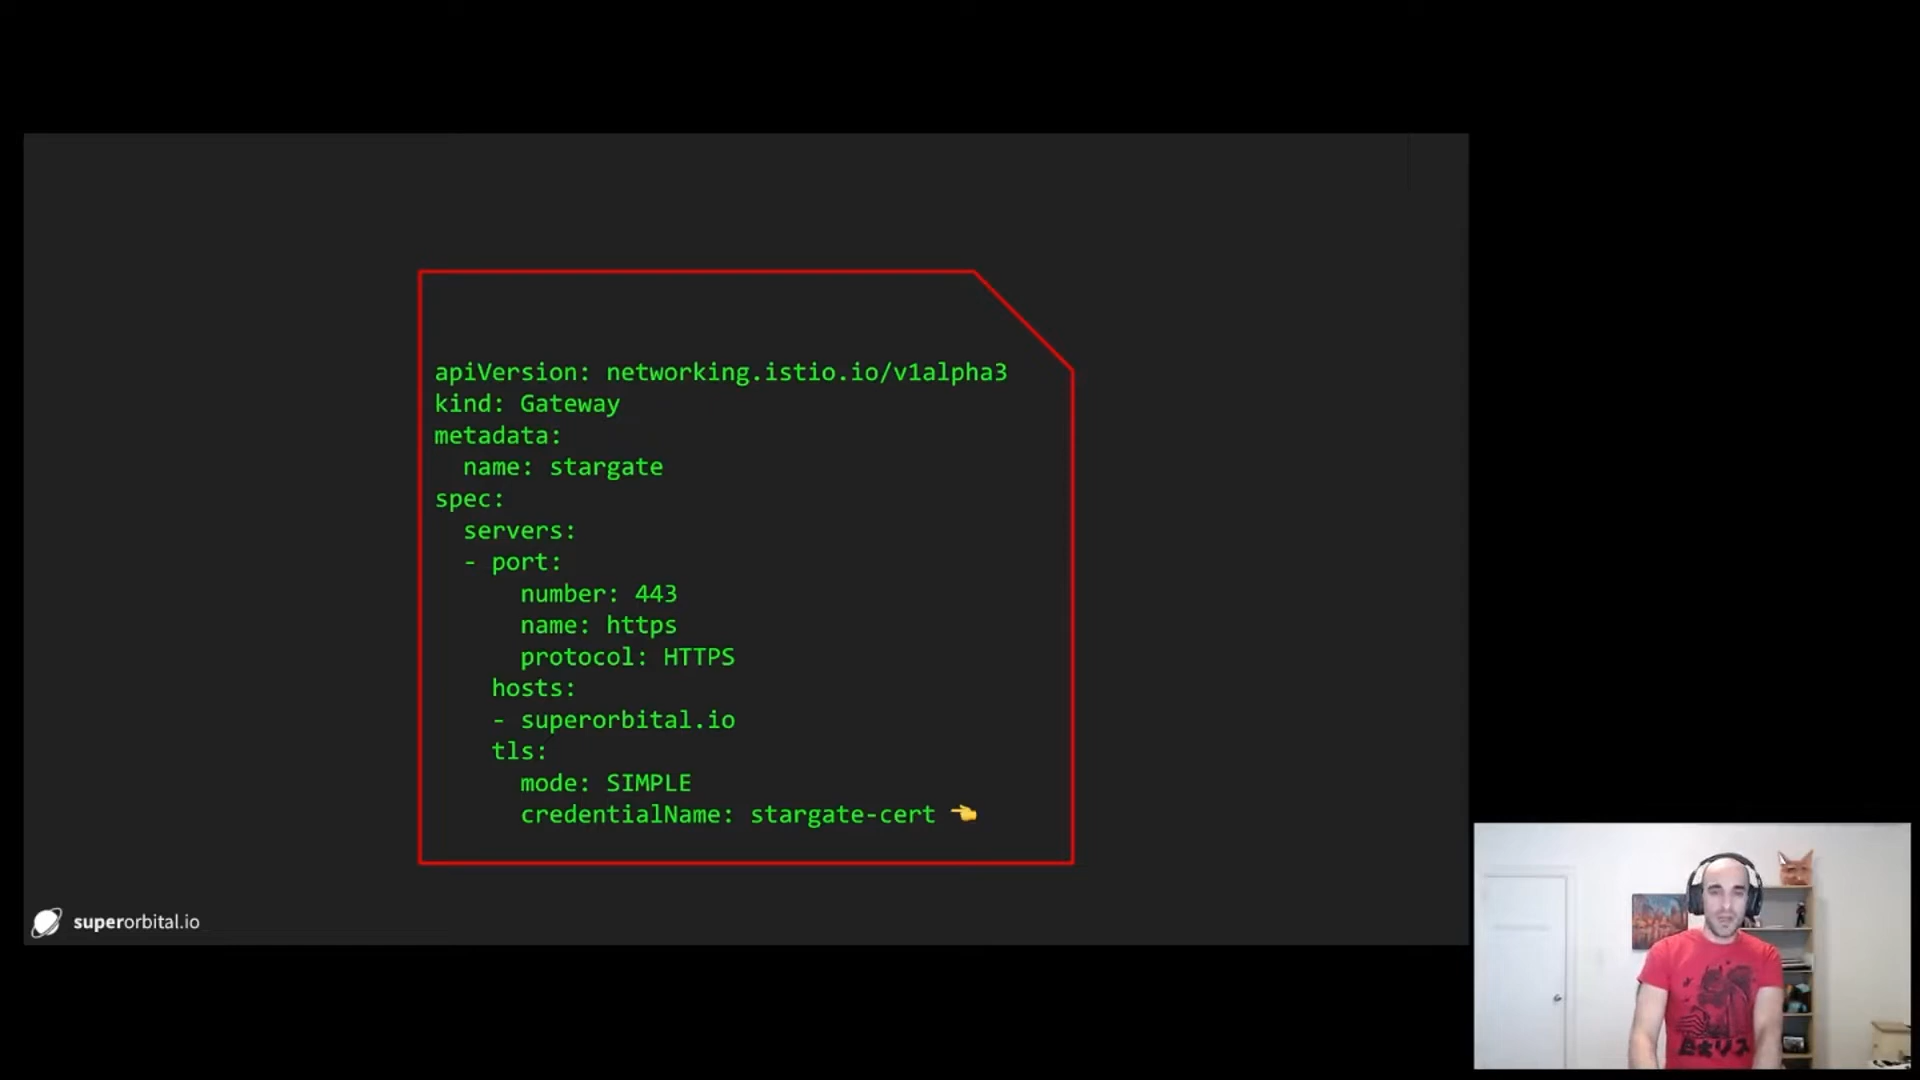 apiVersion: networking.istio.io/v1alpha3
kind: Gateway
metadata:
  name: stargate
spec:
  servers:
  - port:
      number: 443
      name: https
      protocol: HTTPS
    hosts:
    - superorbital.io
    tls:
      mode: SIMPLE
      credentialName: stargate-cert 👈
superorbital.io